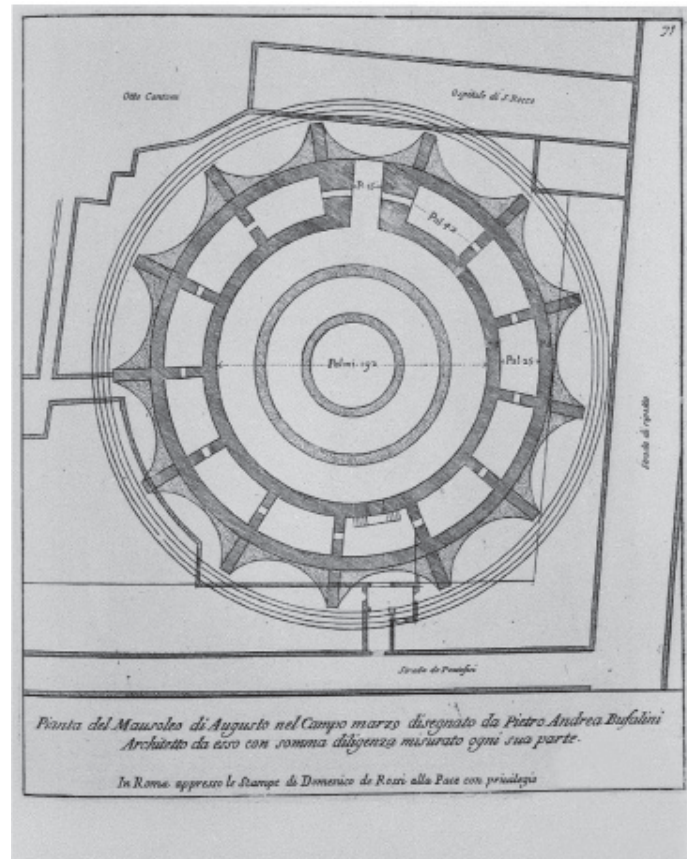 71
Otto Cantoni
Ospitale di S. Rocco
P. 15
Pal 42
Palmi 192
Pal 25
Strada di ripetta
Strada de Pontefici
Pianta del Mausoleo di Augusto nel Campo marzo disegnato da Pietro Andrea Bufalini
Architetto da esso con somma diligenza misurato ogni sua parte.
In Roma appresso le Stampe di Domenico de Rossi alla Pace con privilegio